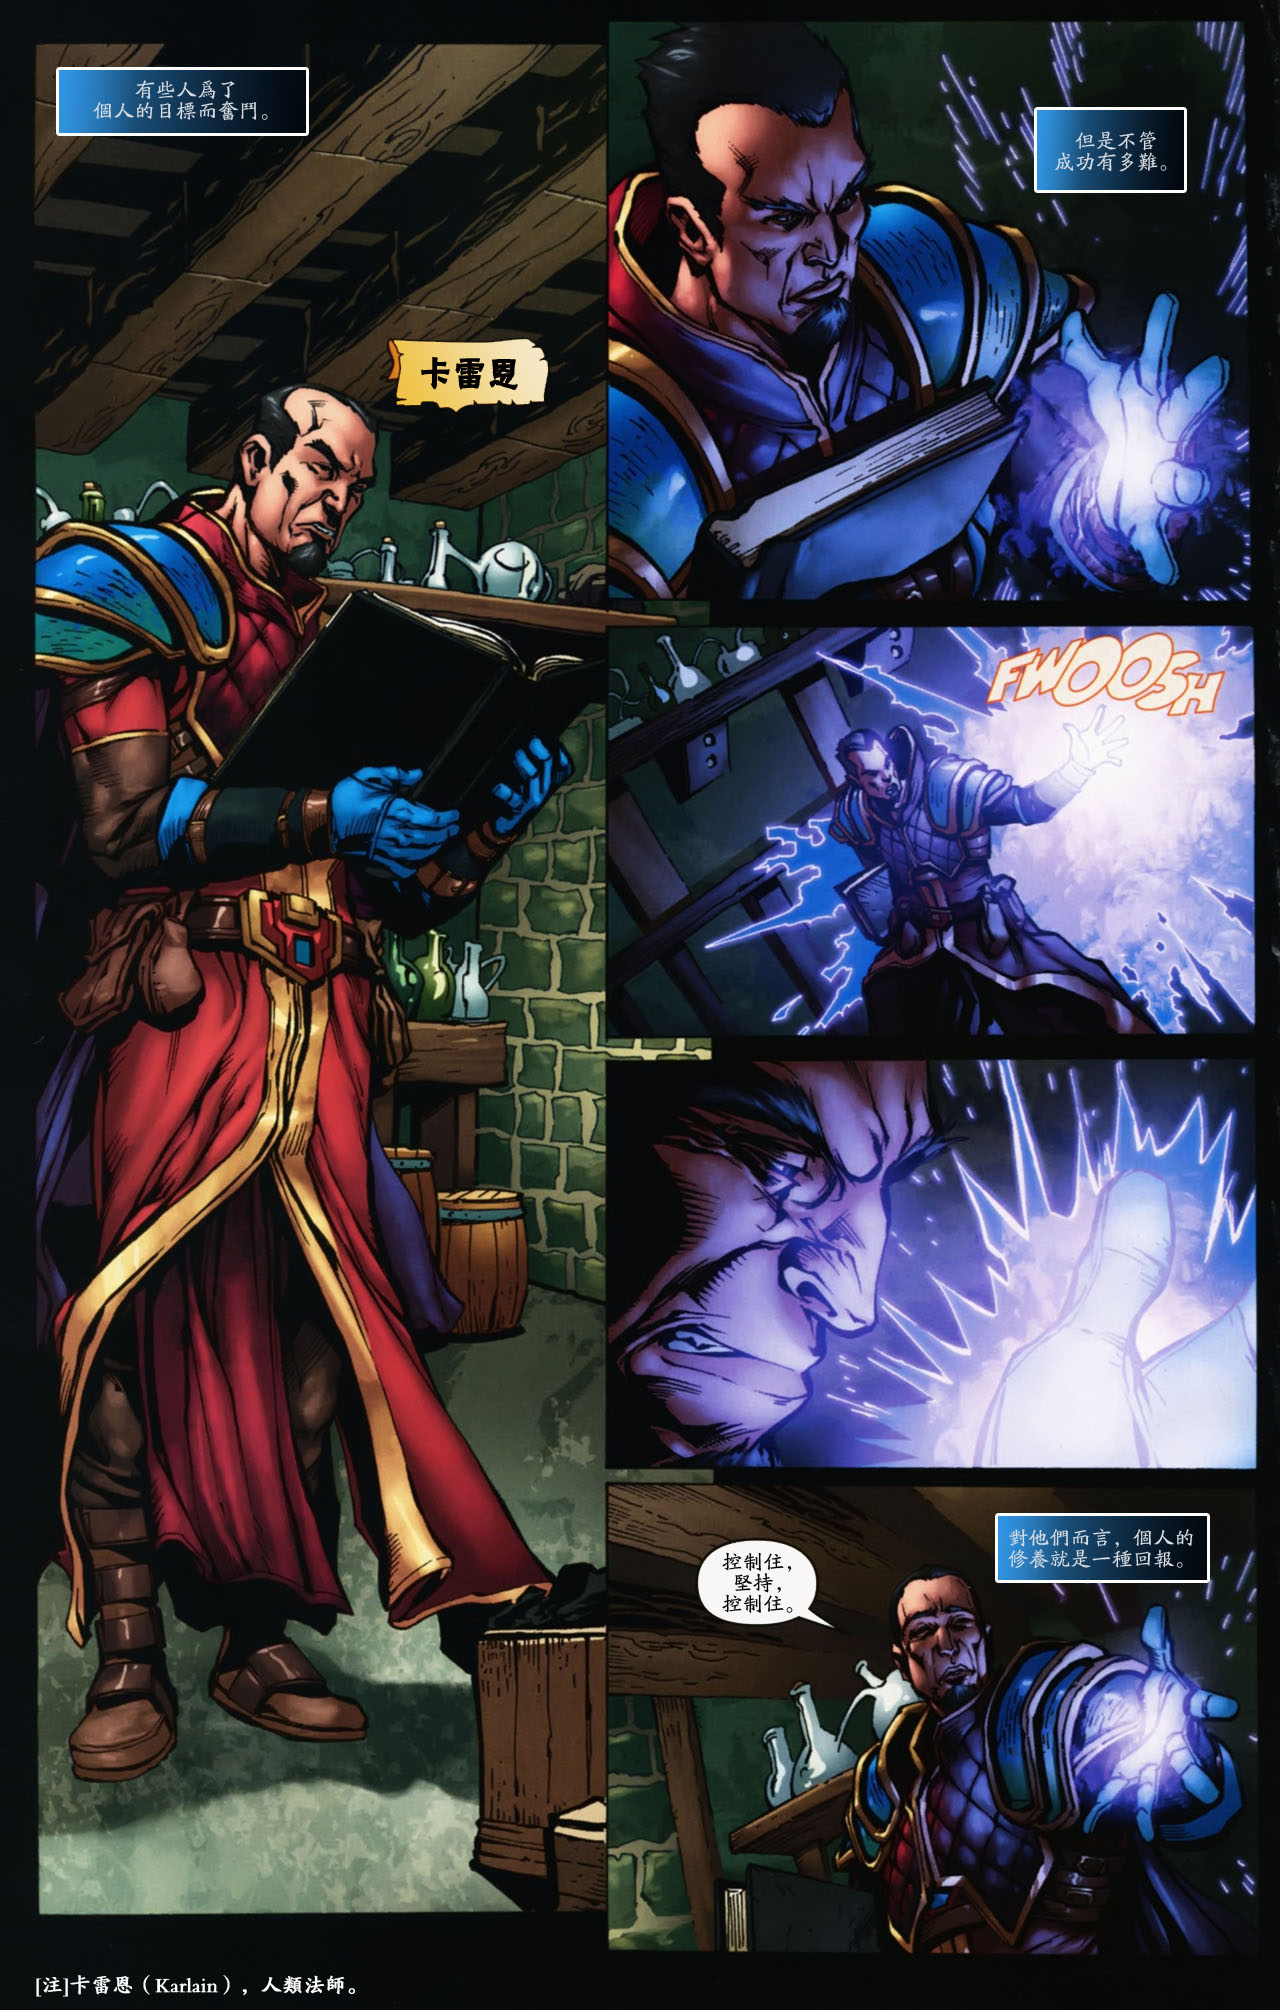 有些人爲了
個人的目標而奮鬥。
卡雷恩
但是不管
成功有多難。
FWOOSH
對他們而言，個人的
修養就是一種回報。
控制住，
堅持，
控制住。
[注]卡雷恩（Karlain），人類法師。